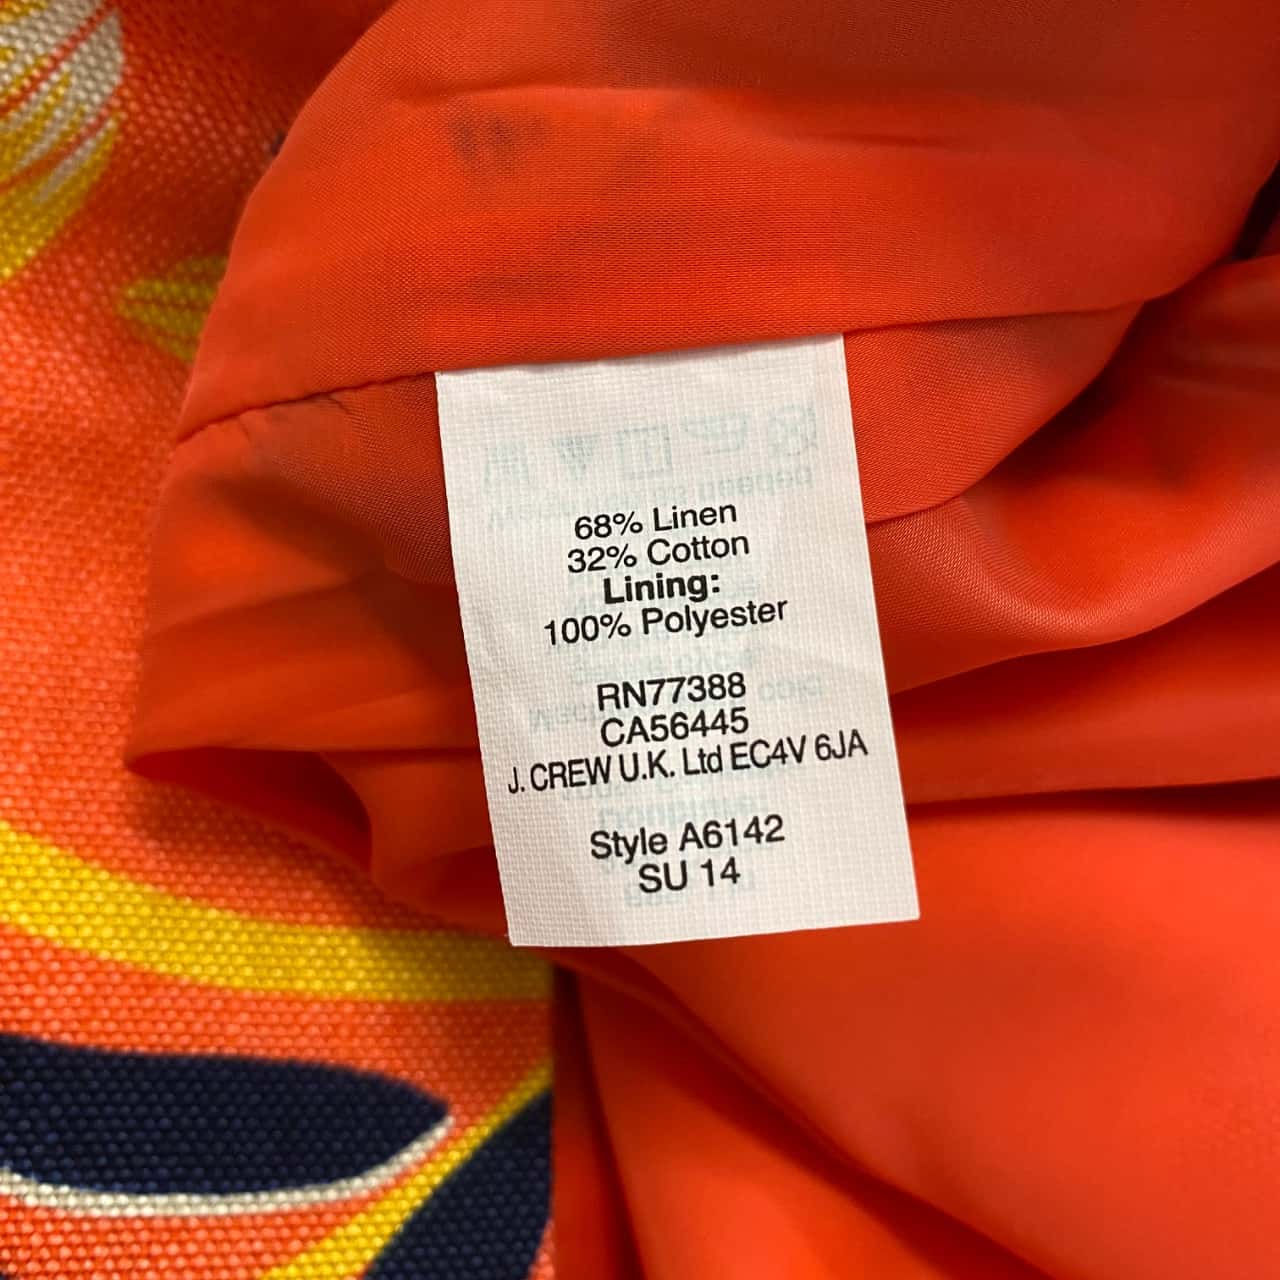 68% Linen
32% Cotton
Lining:
100% Polyester
RN77388
CA56445
J. CREW U.K. Ltd EC4V 6JA
Style A6142
SU 14